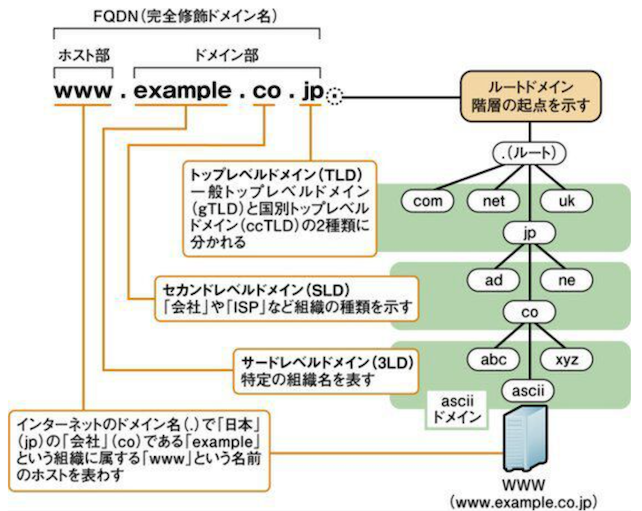 FQDN(完全修飾ドメイン名)
ホスト部
ドメイン部
www.example.co.jp.
ルートドメイン
階層の起点を示す
.(ルート)
com
net
uk
jp
トップレベルドメイン(TLD)
一般トップレベルドメイン
(gTLD)と国別トップレベル
ドメイン(ccTLD)の2種類に
分かれる
ad
ne
co
セカンドレベルドメイン(SLD)
「会社」や「ISP」など組織の種類を示す
abc
xyz
ascii
サードレベルドメイン(3LD)
特定の組織名を表す
ascii
ドメイン
インターネットのドメイン名(.)で「日本」
(jp)の「会社」(co)である「example」
という組織に属する「www」という名前
のホストを表わす
WWW
(www.example.co.jp)